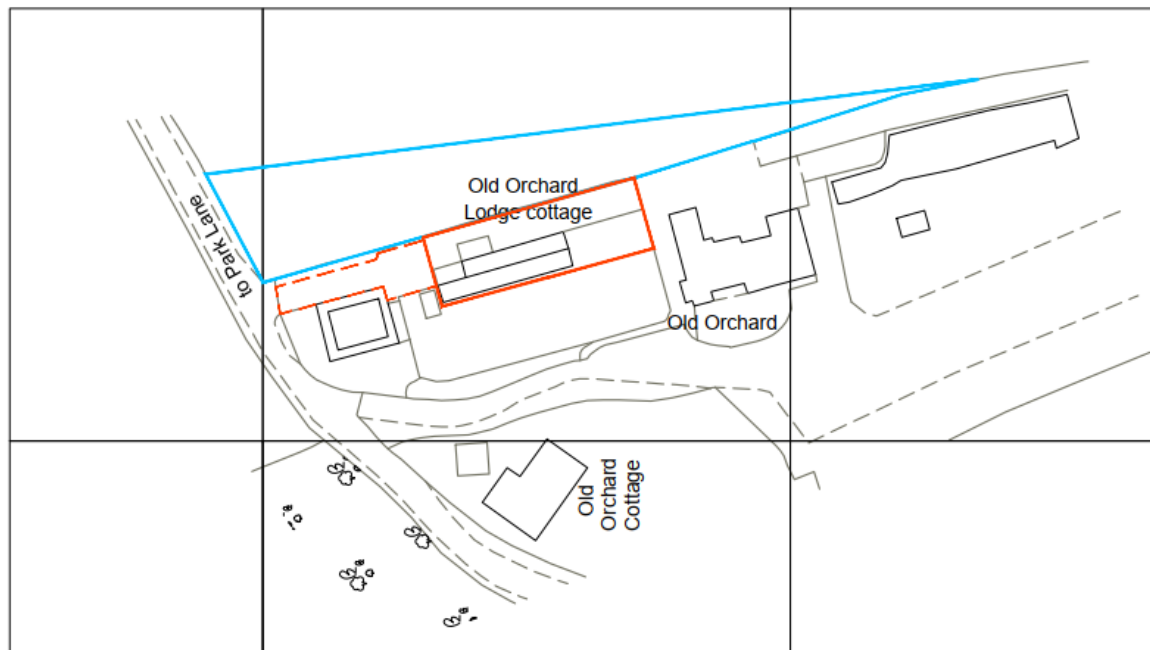 Old Orchard
Lodge cottage
to Park Lane
Old Orchard
Old
Orchard
Cottage